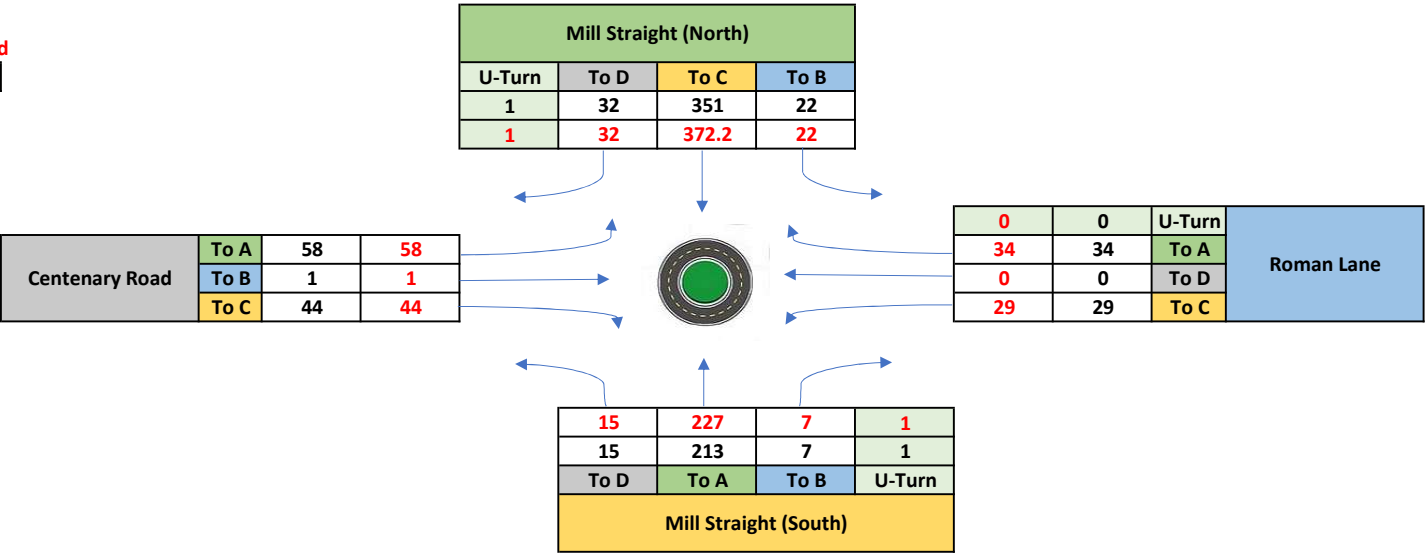 d
Mill Straight (North)
U-Turn To D To C To B
1 32 351 22
1 32 372.2 22
Centenary Road
To A 58 58
To B 1 1
To C 44 44
0 0 U-Turn
34 34 To A
0 0 To D
29 29 To C
Roman Lane
15 227 7 1
15 213 7 1
To D To A To B U-Turn
Mill Straight (South)